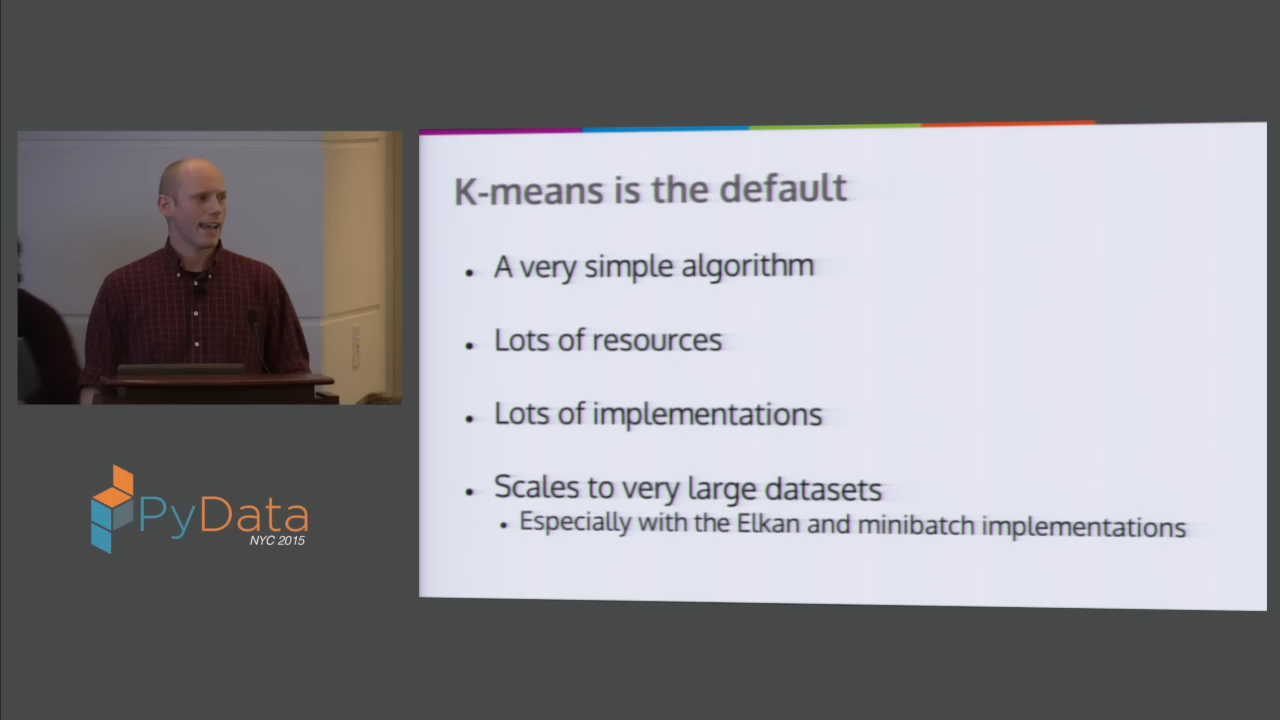 K-means is the default
A very simple algorithm
Lots of resources
Lots of implementations
Scales to very large datasets
Especially with the Elkan and minibatch implementations
PyData
NYC 2015